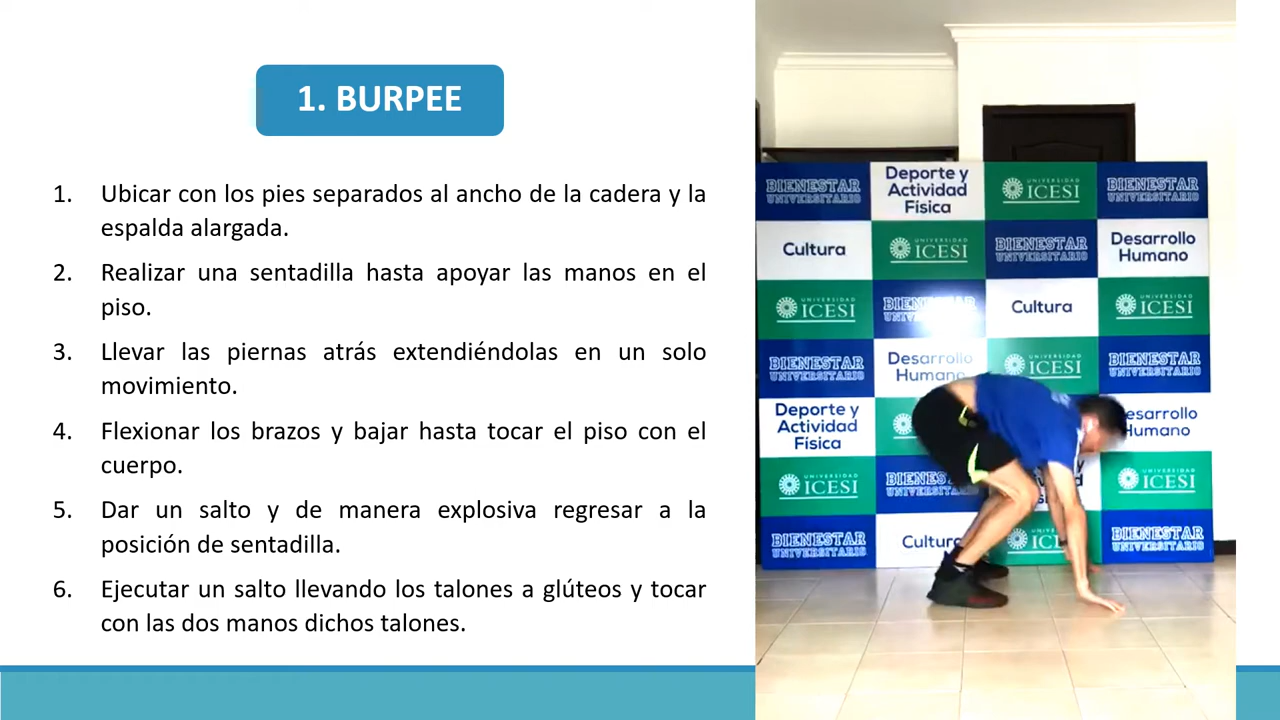 1. BURPEE
1. Ubicar con los pies separados al ancho de la cadera y la
espalda alargada.
2. Realizar una sentadilla hasta apoyar las manos en el
piso.
3. Llevar las piernas atrás extendiéndolas en un solo
movimiento.
4. Flexionar los brazos y bajar hasta tocar el piso con el
cuerpo.
5. Dar un salto y de manera explosiva regresar a la
posición de sentadilla.
6. Ejecutar un salto llevando los talones a glúteos y tocar
con las dos manos dichos talones.
BIENESTAR
UNIVERSITARIO
Deporte y
Actividad
Física
UNIVERSIDAD
ICESI
BIENESTAR
UNIVERSITARIO
Cultura
UNIVERSIDAD
ICESI
BIENESTAR
UNIVERSITARIO
Desarrollo
Humano
UNIVERSIDAD
ICESI
BIENESTAR
Cultura
UNIVERSIDAD
ICESI
BIENESTAR
UNIVERSITARIO
Desarrollo
Humano
UNIVERSIDAD
ICESI
BIENESTAR
UNIVERSITARIO
Deporte y
Actividad
Física
esarrollo
Humano
UNIVERSIDAD
ICESI
UNIVERSIDAD
ICESI
BIENESTAR
UNIVERSITARIO
Cultura
BIENESTAR
UNIVERSITARIO